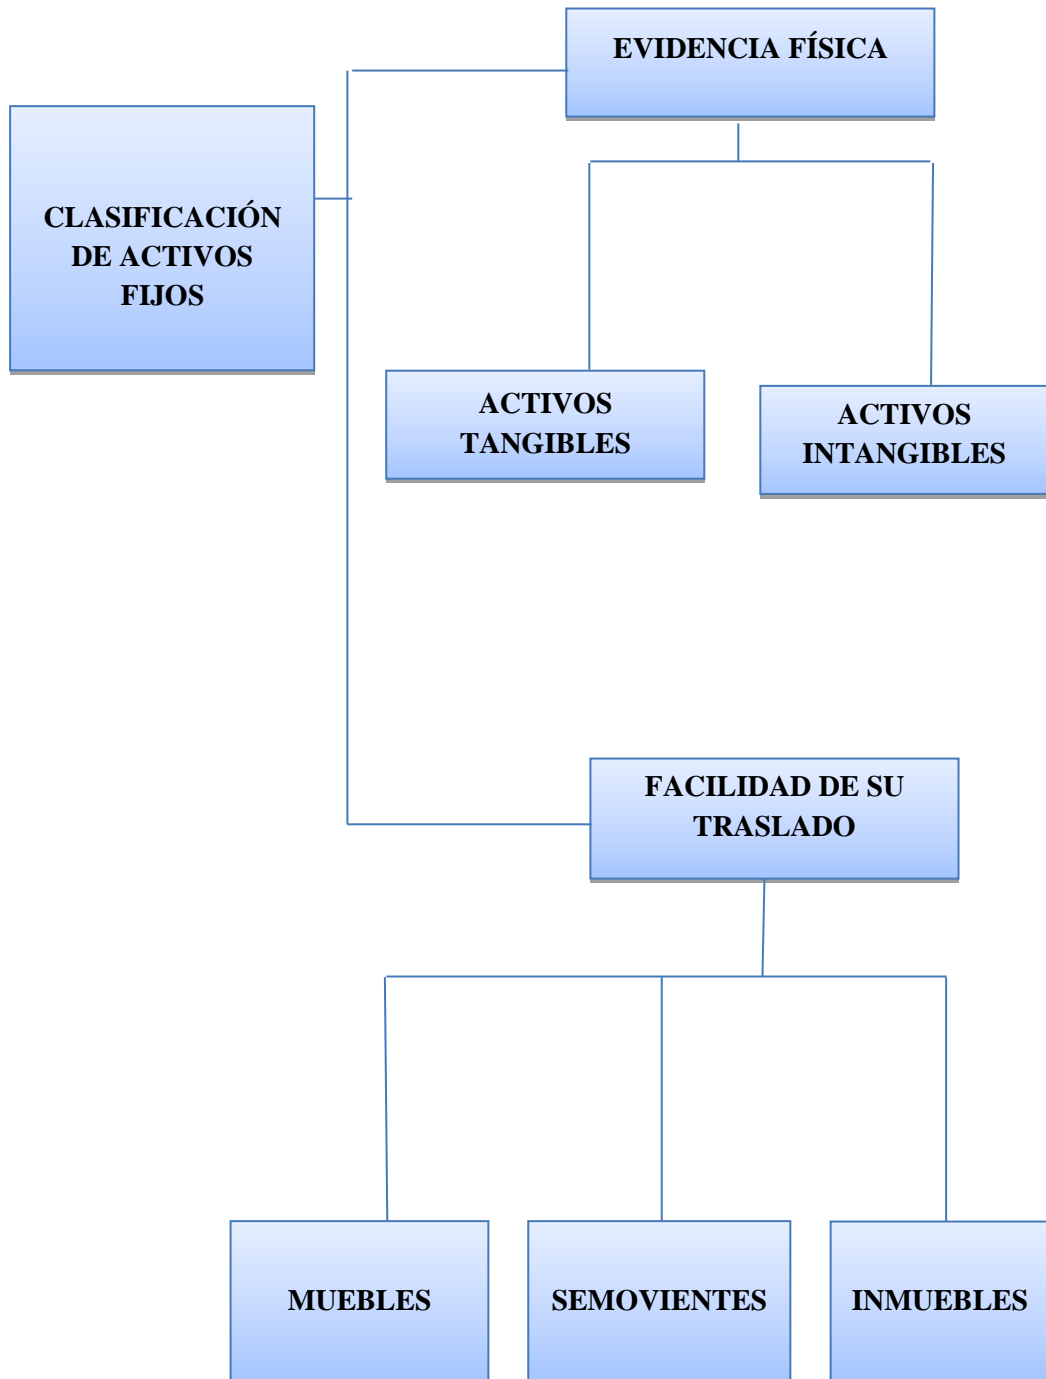 EVIDENCIA FÍSICA
CLASIFICACIÓN
DE ACTIVOS
FIJOS
ACTIVOS
TANGIBLES
ACTIVOS
INTANGIBLES
FACILIDAD DE SU
TRASLADO
MUEBLES
SEMOVIENTES
INMUEBLES